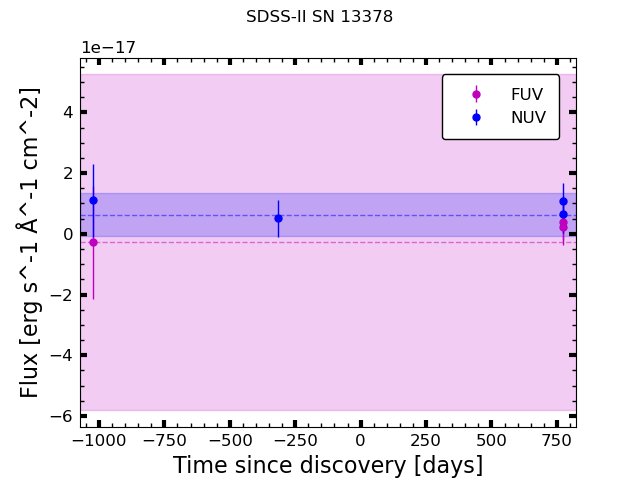 SDSS-II SN 13378
1e−17
FUV
NUV
4
2
0
−2
−4
−6
Flux [erg s^-1 Å^-1 cm^-2]
−1000 −750 −500 −250 0 250 500 750
Time since discovery [days]